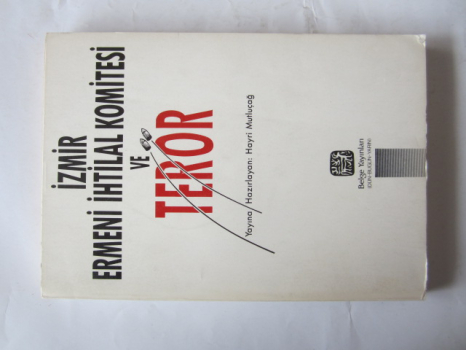 İZMİR
ERMENİ İHTİLAL KOMİTESİ
VE
TERÖR
Yayına Hazırlayan: Hayri Mutluçağ
Belge Yayınları